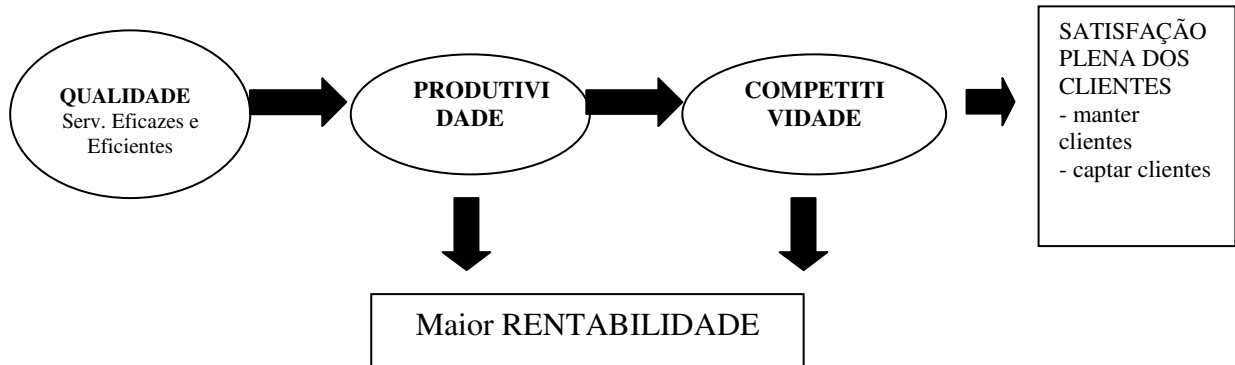 QUALIDADE
Serv. Eficazes e
Eficientes
PRODUTIVI
DADE
COMPETITI
VIDADE
SATISFAÇÃO
PLENA DOS
CLIENTES
- manter
clientes
- captar clientes
Maior RENTABILIDADE